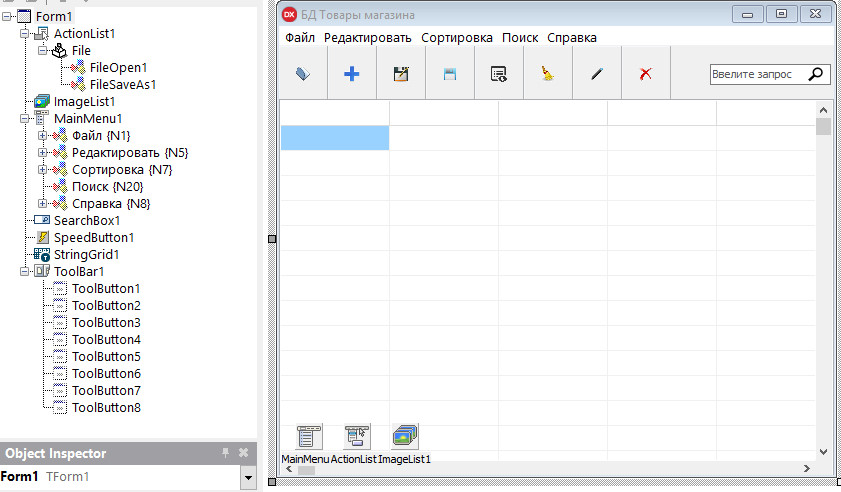 Form1
ActionList1
File
FileOpen1
FileSaveAs1
ImageList1
MainMenu1
Файл {N1}
Редактировать {N5}
Сортировка {N7}
Поиск {N20}
Справка {N8}
SearchBox1
SpeedButton1
StringGrid1
ToolBar1
ToolButton1
ToolButton2
ToolButton3
ToolButton4
ToolButton5
ToolButton6
ToolButton7
ToolButton8
Object Inspector
Form1 TForm1
DX БД Товары магазина
Файл Редактировать Сортировка Поиск Справка
Ввелите запрос
MainMenu ActionList ImageList1